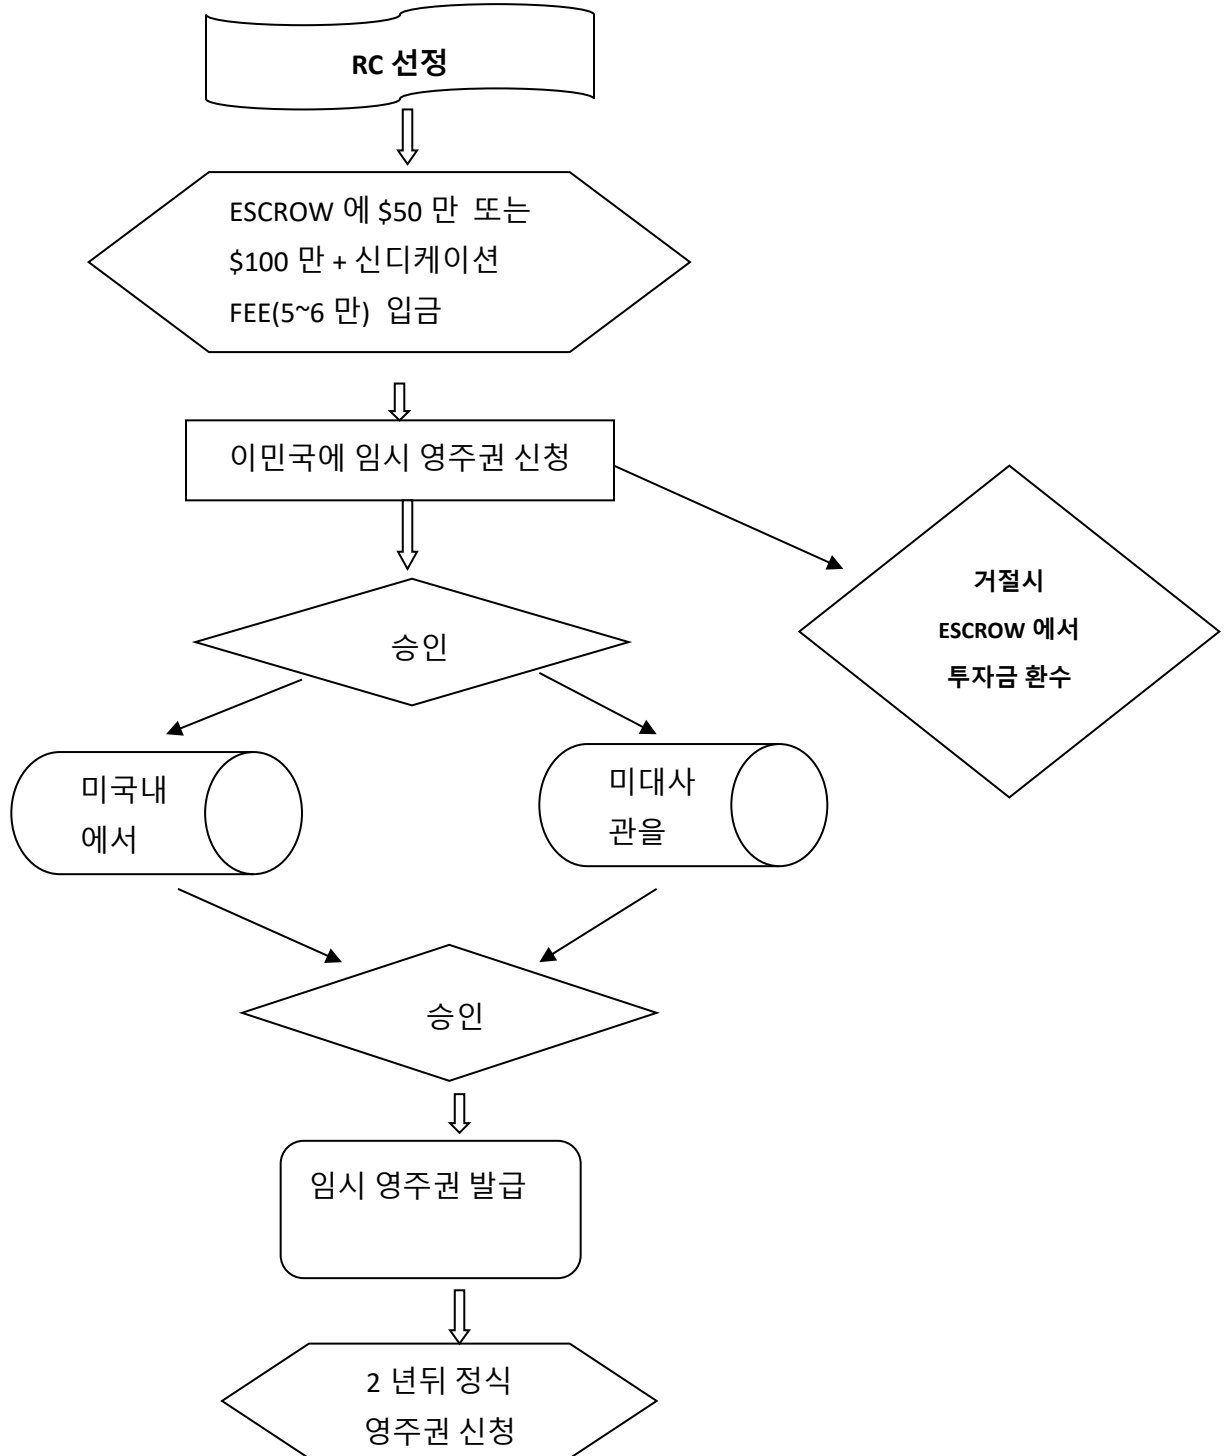 RC 선정
ESCROW 에 $50 만 또는
$100 만 + 신디케이션
FEE(5~6 만) 입금
이민국에 임시 영주권 신청
거절시
ESCROW 에서
투자금 환수
승인
미국내
에서
미대사
관을
승인
임시 영주권 발급
2 년뒤 정식
영주권 신청